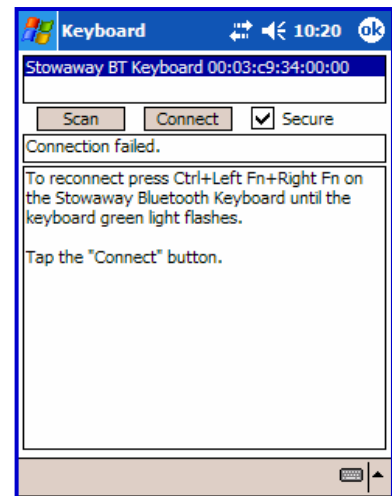 Keyboard 10:20 ok
Stowaway BT Keyboard 00:03:c9:34:00:00
Scan Connect Secure
Connection failed.
To reconnect press Ctrl+Left Fn+Right Fn on
the Stowaway Bluetooth Keyboard until the
keyboard green light flashes.
Tap the "Connect" button.